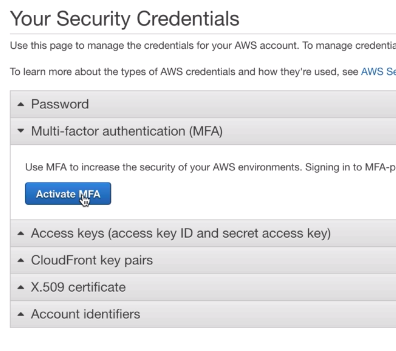 Your Security Credentials
Use this page to manage the credentials for your AWS account. To manage
To learn more about the types of AWS credentials and how they're used, see AWS
Password
Multi-factor authentication (MFA)
Use MFA to increase the security of your AWS environments. Signing in to
Activate MFA
Access keys (access key ID and secret access key)
CloudFront key pairs
X.509 certificate
Account identifiers